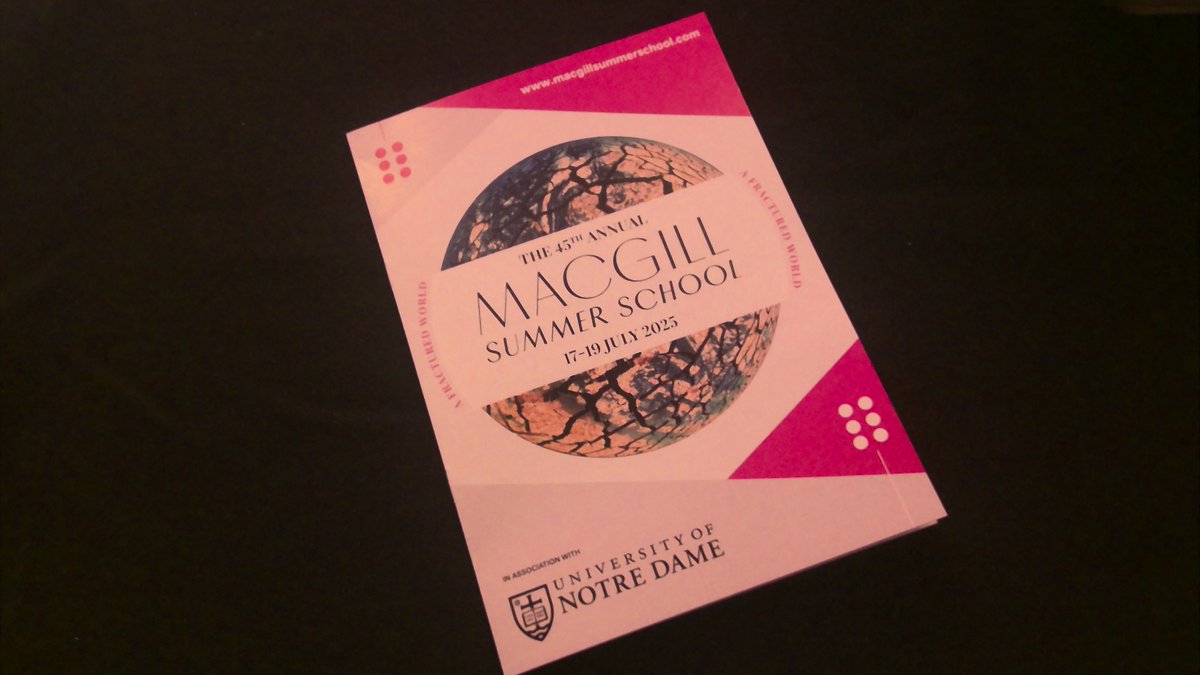 www.macgillsummerschool.com
THE 45TH ANNUAL
MACGILL
SUMMER SCHOOL
17-19 JULY 2025
A FRACTURED WORLD
A FRACTURED WORLD
IN ASSOCIATION WITH
UNIVERSITY OF
NOTRE DAME